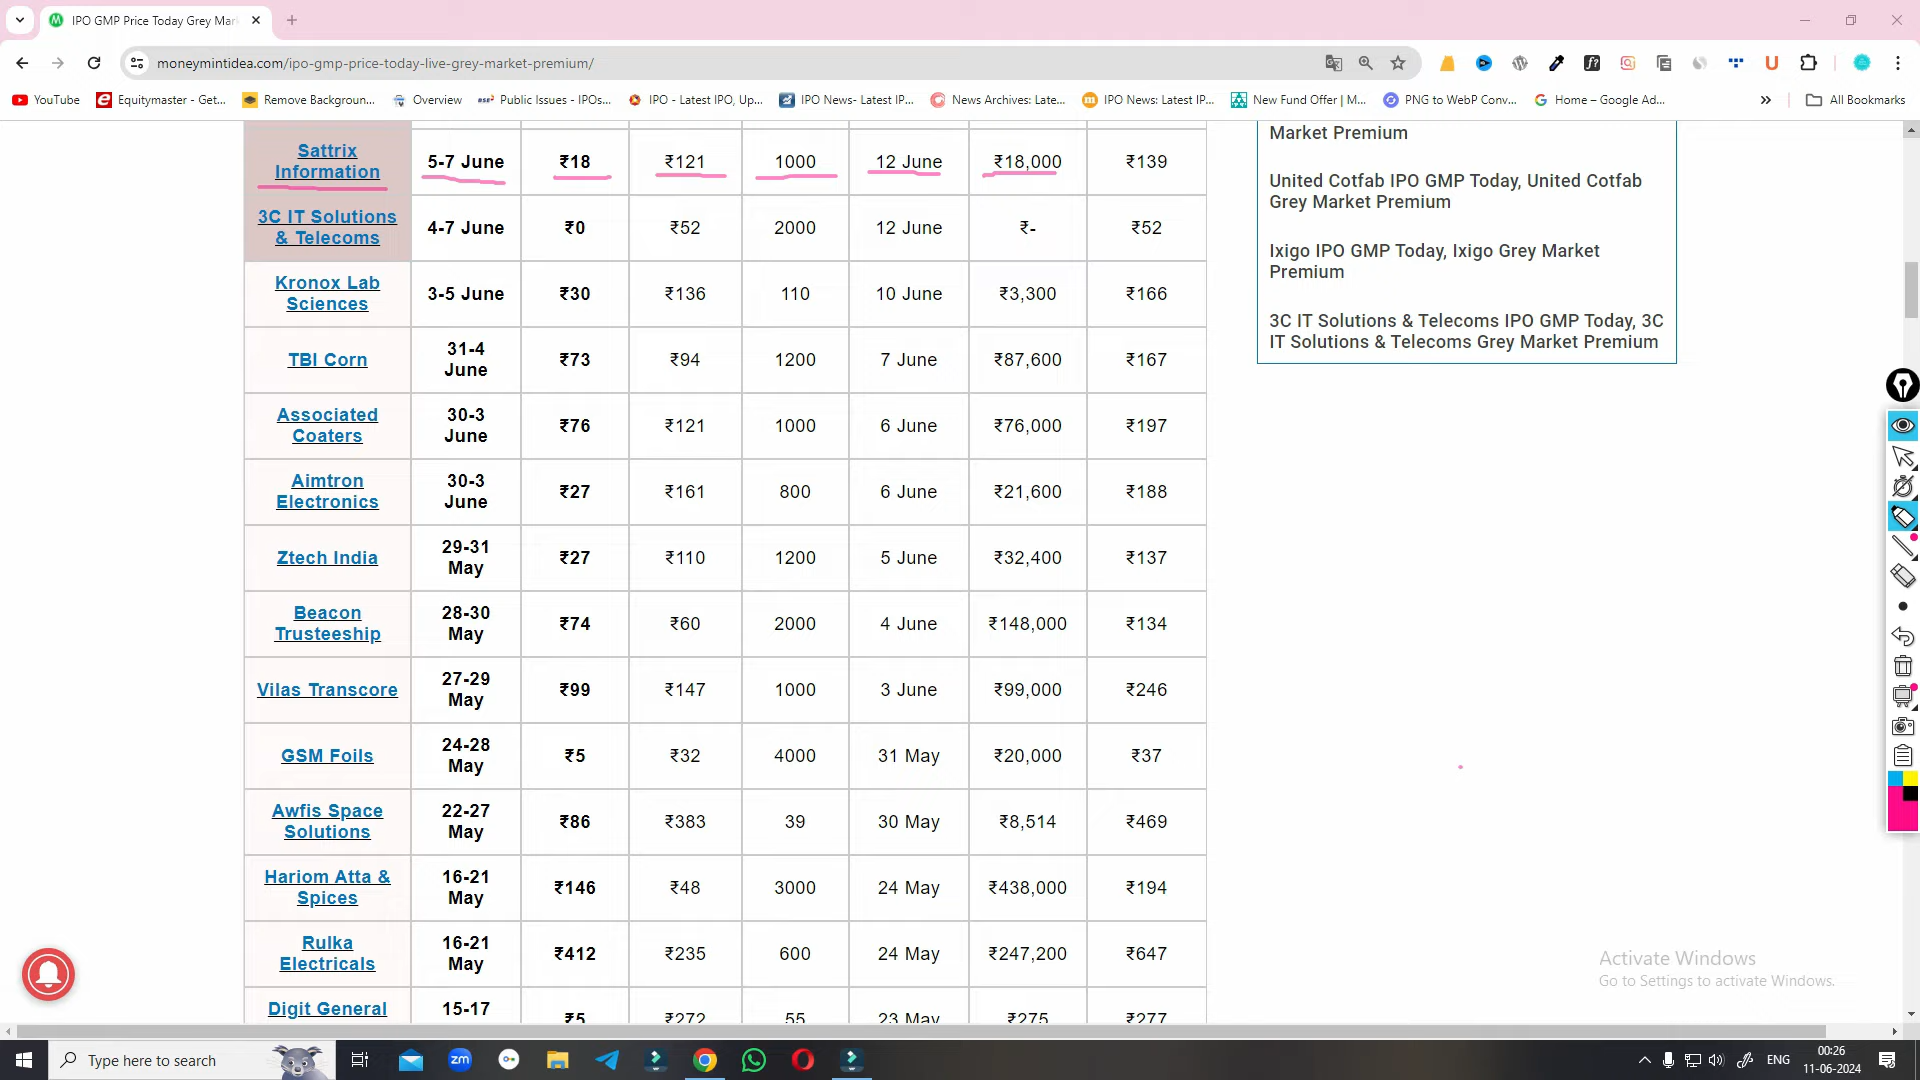 IPO GMP Price Today Grey Mar
moneymintidea.com/ipo-gmp-price-today-live-grey-market-premium/
YouTube Equitymaster - Get... Remove Backgroun... Overview BSE Public Issues - IPOs... IPO - Latest IPO, Up... IPO News- Latest IP... News Archives: Late... IPO News: Latest IP... New Fund Offer | M... PNG to WebP Conv... Home – Google Ad... » All Bookmarks
Sattrix
Information 5-7 June ₹18 ₹121 1000 12 June ₹18,000 ₹139
3C IT Solutions
& Telecoms 4-7 June ₹0 ₹52 2000 12 June ₹- ₹52
Kronox Lab
Sciences 3-5 June ₹30 ₹136 110 10 June ₹3,300 ₹166
TBI Corn 31-4
June ₹73 ₹94 1200 7 June ₹87,600 ₹167
Associated
Coaters 30-3
June ₹76 ₹121 1000 6 June ₹76,000 ₹197
Aimtron
Electronics 30-3
June ₹27 ₹161 800 6 June ₹21,600 ₹188
Ztech India 29-31
May ₹27 ₹110 1200 5 June ₹32,400 ₹137
Beacon
Trusteeship 28-30
May ₹74 ₹60 2000 4 June ₹148,000 ₹134
Vilas Transcore 27-29
May ₹99 ₹147 1000 3 June ₹99,000 ₹246
GSM Foils 24-28
May ₹5 ₹32 4000 31 May ₹20,000 ₹37
Awfis Space
Solutions 22-27
May ₹86 ₹383 39 30 May ₹8,514 ₹469
Hariom Atta &
Spices 16-21
May ₹146 ₹48 3000 24 May ₹438,000 ₹194
Rulka
Electricals 16-21
May ₹412 ₹235 600 24 May ₹247,200 ₹647
Digit General 15-17
₹5 ₹272 55 23 May ₹275 ₹277
Market Premium
United Cotfab IPO GMP Today, United Cotfab
Grey Market Premium
Ixigo IPO GMP Today, Ixigo Grey Market
Premium
3C IT Solutions & Telecoms IPO GMP Today, 3C
IT Solutions & Telecoms Grey Market Premium
Activate Windows
Go to Settings to activate Windows.
Type here to search
zm
ENG
00:26
11-06-2024